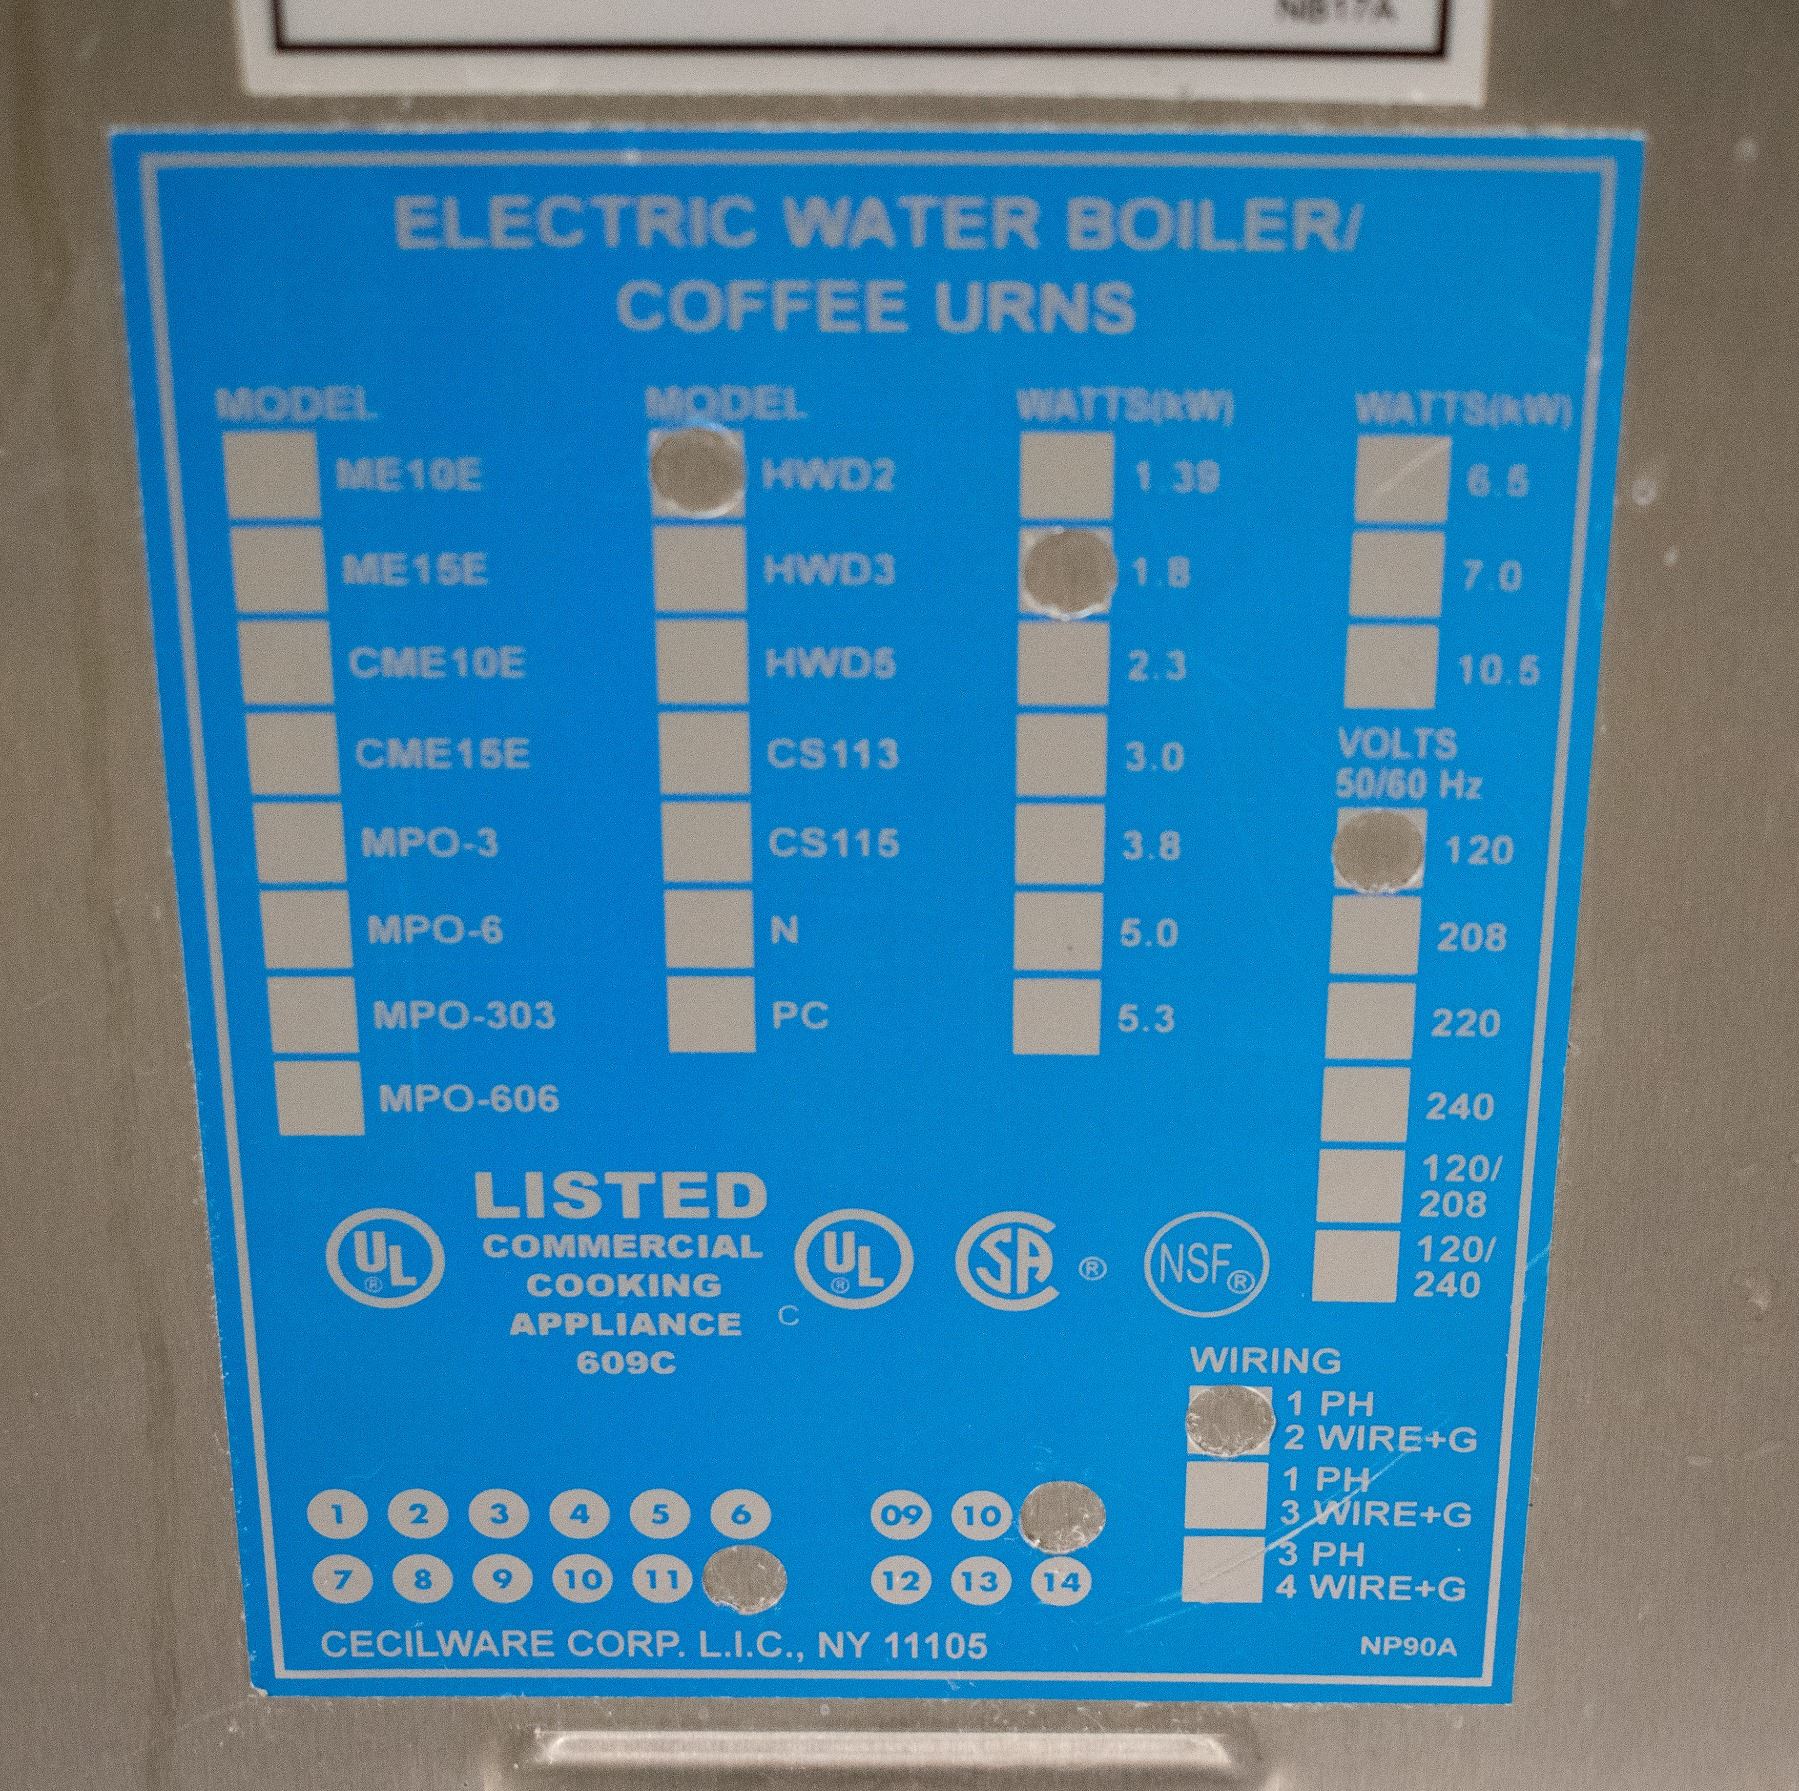 NB17A
ELECTRIC WATER BOILER/
COFFEE URNS
MODEL
ME10E
ME15E
CME10E
CME15E
MPO-3
MPO-6
MPO-303
MPO-606
MODEL
HWD2
HWD3
HWD5
CS113
CS115
N
PC
WATTS(kW)
1.39
1.8
2.3
3.0
3.8
5.0
5.3
WATTS(kW)
6.5
7.0
10.5
VOLTS
50/60 Hz
120
208
220
240
120/
208
120/
240
UL ®
LISTED
COMMERCIAL
COOKING
APPLIANCE
609C
C UL ®
SA ®
NSF ®
WIRING
1 PH
2 WIRE+G
1 PH
3 WIRE+G
3 PH
4 WIRE+G
1 2 3 4 5 6
7 8 9 10 11
09 10
12 13 14
CECILWARE CORP. L.I.C., NY 11105
NP90A